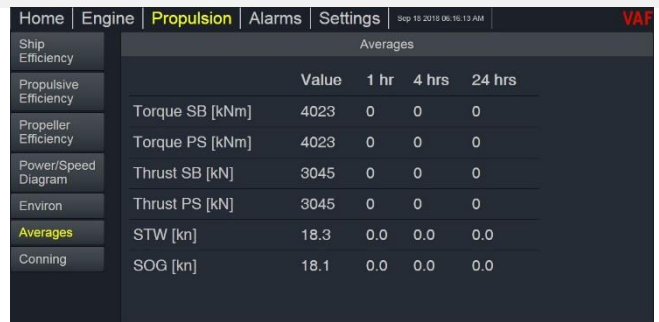 Home Engine Propulsion Alarms Settings Sep 18 2018 06.16.13 AM VAF
Averages
Ship
Efficiency
Propulsive
Efficiency
Propeller
Efficiency
Power/Speed
Diagram
Environ
Averages
Conning
Value 1 hr 4 hrs 24 hrs
Torque SB [kNm] 4023 0 0 0
Torque PS [kNm] 4023 0 0 0
Thrust SB [kN] 3045 0 0 0
Thrust PS [kN] 3045 0 0 0
STW [kn] 18.3 0.0 0.0 0.0
SOG [kn] 18.1 0.0 0.0 0.0